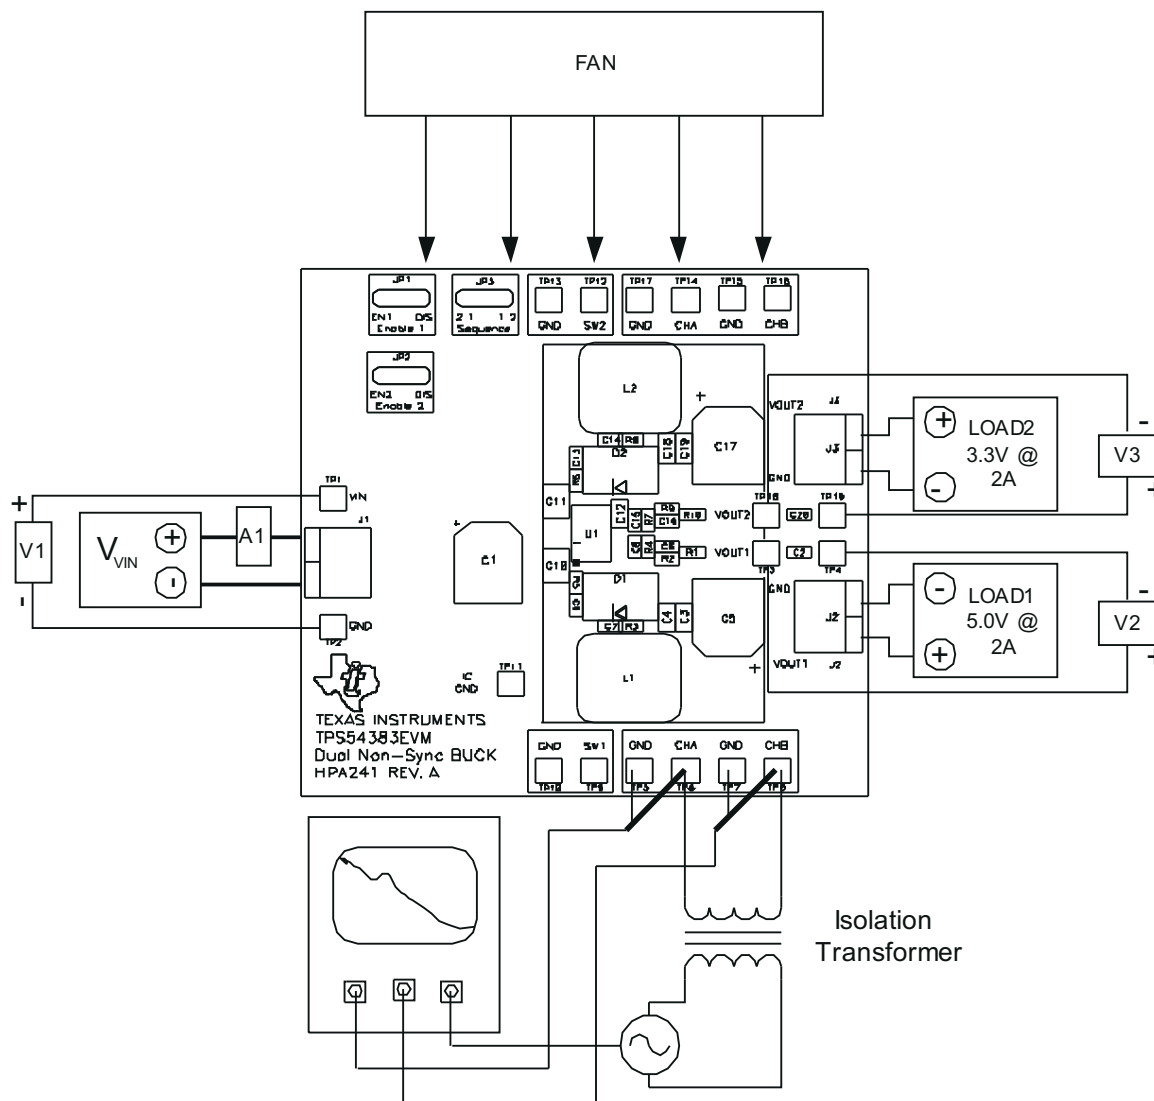 FAN
JP1
EN1 DIS
Enable 1
JP3
2 1 1 2
Sequence
TP13 TP12
GND SW2
TP17 TP14 TP15 TP16
GND CHA GND CHB
JP2
EN2 DIS
Enable 2
L2
+
C17
C14 R8
D2
C18 C19
C13
R6
C11
C12
C15
R7
R9
C16
R10
U1
C10
C6
R4
R2
R1
R5
D1
C7 R3
C4 C3
C5
+
L1
+
C1
VOUT2
J3
GND
TP18 TP19
VOUT2
C20
VOUT1
C2
TP3 TP4
GND
J2
VOUT1
J2
+
-
LOAD2
3.3V @
2A
-
V3
+
-
+
LOAD1
5.0V @
2A
-
V2
+
TP1
VIN
J1
+
V1
-
VVIN
+
-
A1
GND
TP2
TP11
IC
GND
TEXAS INSTRUMENTS
TPS54383EVM
Dual Non-Sync BUCK
HPA241 REV. A
GND SW1
TP10 TP9
GND CHA GND CHB
TP5 TP6 TP7 TP8
Isolation
Transformer